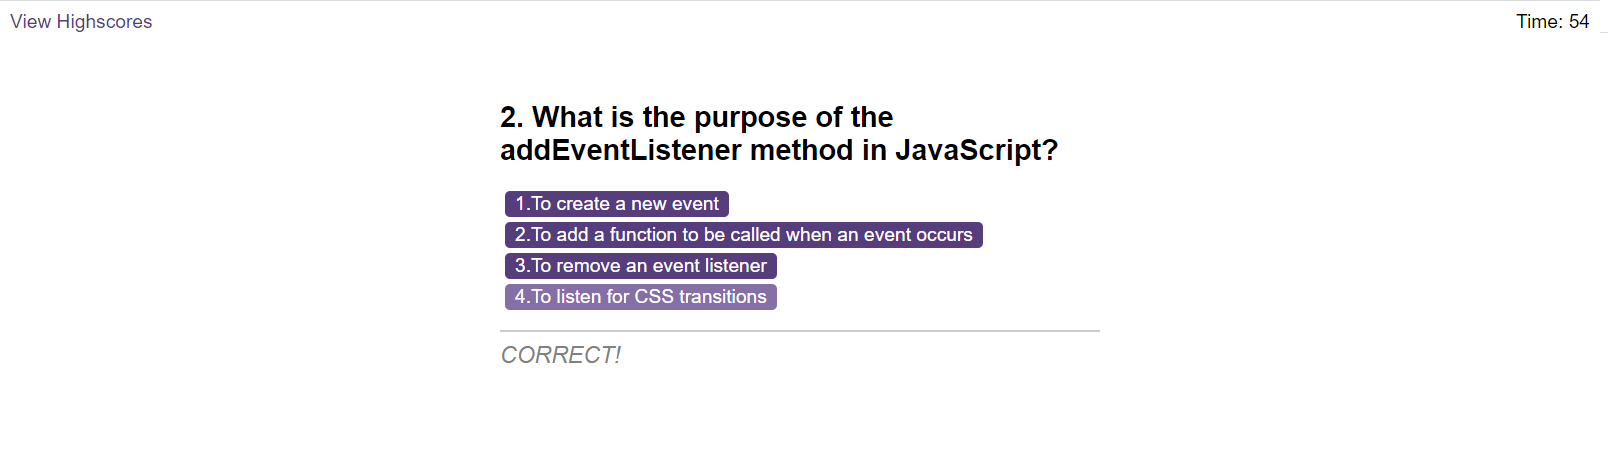 View Highscores
Time: 54
2. What is the purpose of the
addEventListener method in JavaScript?
1.To create a new event
2.To add a function to be called when an event occurs
3.To remove an event listener
4.To listen for CSS transitions
CORRECT!